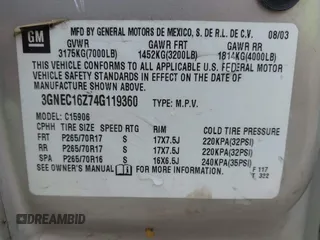 GM
MFD BY GENERAL MOTORS DE MEXICO, S. DE R.L. DE C.V.
GVWR GAWR FRT GAWR RR 08/03
3175KG(7000LB) 1452KG(3200LB) 1814KG(4000LB)
THIS VEHICLE CONFORMS TO ALL APPLICABLE U.S. FEDERAL MOTOR
VEHICLE SAFETY STANDARDS IN EFFECT ON THE DATE OF
MANUFACTURE SHOWN ABOVE.
3GNEC16Z74G119360 TYPE: M.P.V.
MODEL: C15906
CPHH TIRE SIZE SPEED RTG RIM COLD TIRE PRESSURE
FRT P265/70R17 S 17X7.5J 220KPA(32PSI)
RR P265/70R17 S 17X7.5J 220KPA(32PSI)
SPA P265/70R16 S 16X6.5J 240KPA(35PSI)
SEE OWNER'S MANUAL FOR MORE INFORMATION.
F 117
T. 322
© DREAMBID